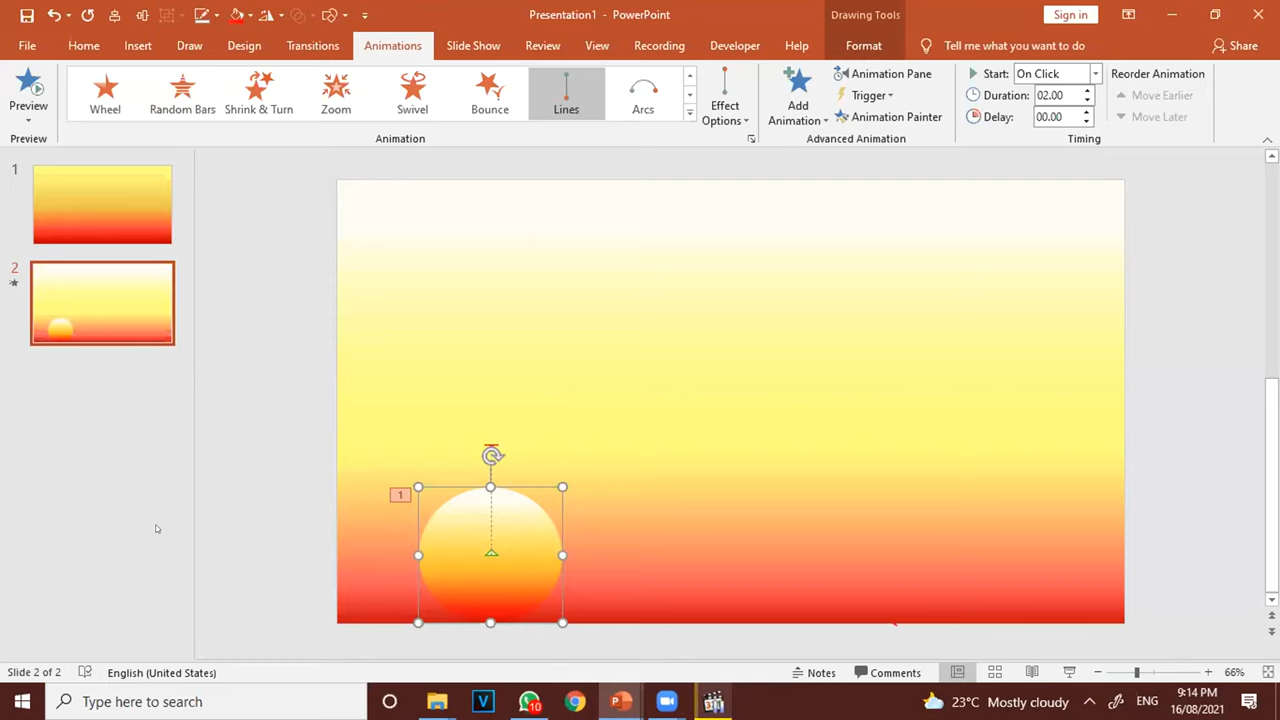 Presentation1 - PowerPoint
Drawing Tools
Sign in
File
Home
Insert
Draw
Design
Transitions
Animations
Slide Show
Review
View
Recording
Developer
Help
Format
Tell me what you want to do
Share
Preview
Wheel
Random Bars
Shrink & Turn
Zoom
Swivel
Bounce
Lines
Arcs
Effect
Options
Add
Animation
Animation Pane
Trigger
Animation Painter
Start: On Click
Duration: 02.00
Delay: 00.00
Reorder Animation
Move Earlier
Move Later
Preview
Animation
Advanced Animation
Timing
1
2
1
Slide 2 of 2
English (United States)
Notes
Comments
66%
Type here to search
V
10
23°C Mostly cloudy
ENG
9:14 PM
16/08/2021